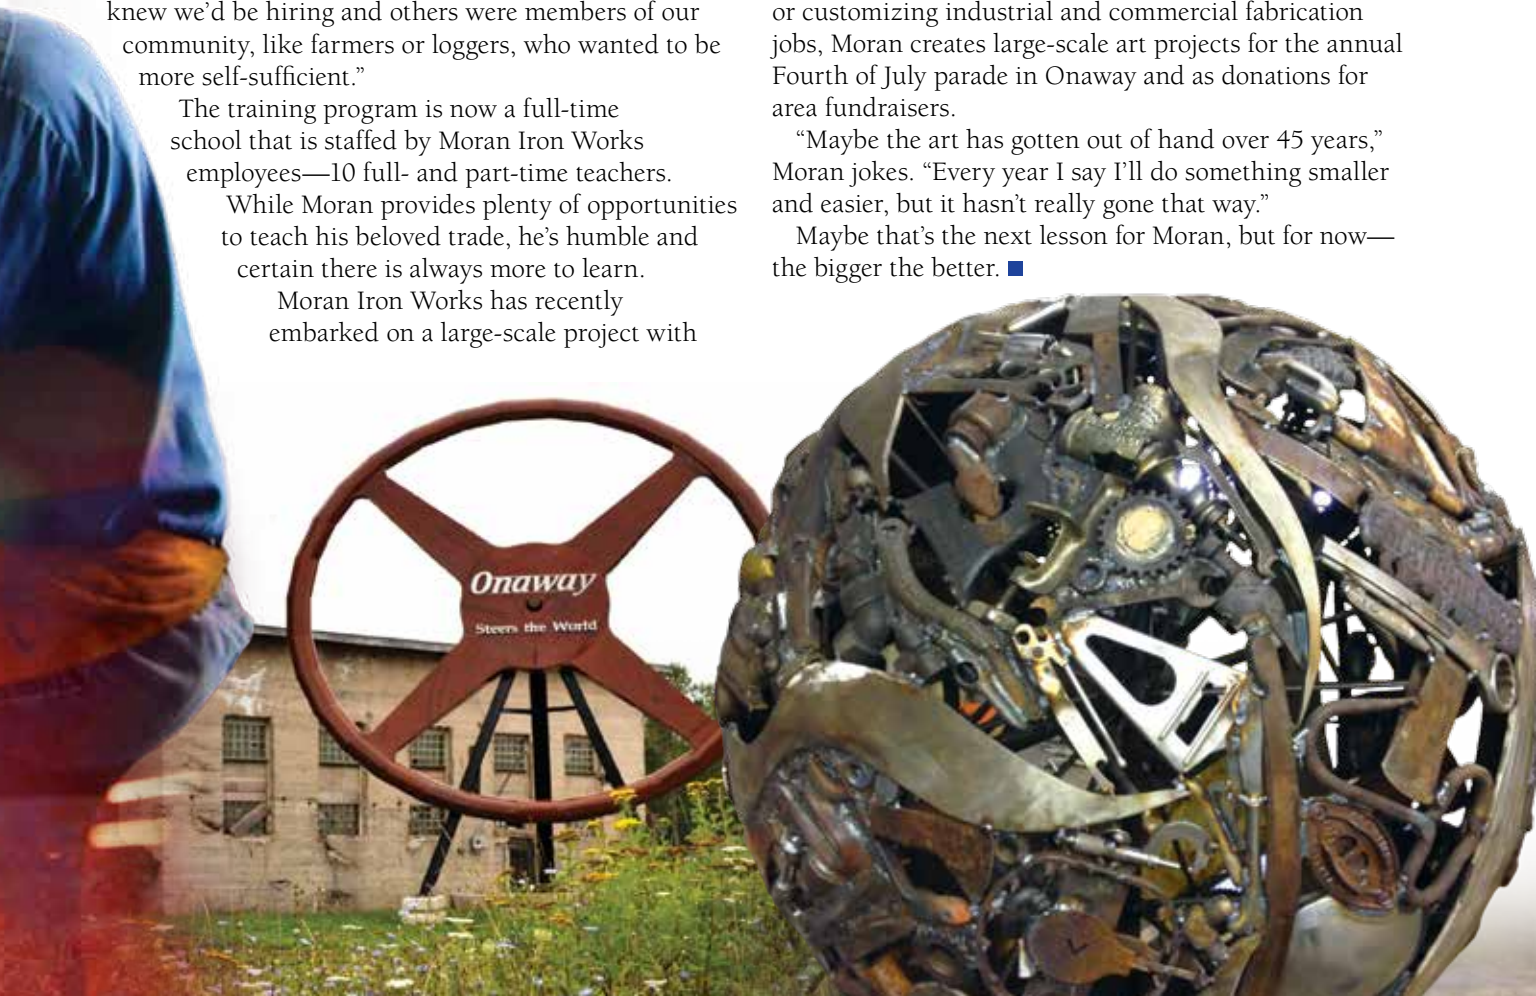 knew we’d be hiring and others were members of our
community, like farmers or loggers, who wanted to be
more self-sufficient.”
The training program is now a full-time
school that is staffed by Moran Iron Works
employees—10 full- and part-time teachers.
While Moran provides plenty of opportunities
to teach his beloved trade, he’s humble and
certain there is always more to learn.
Moran Iron Works has recently
embarked on a large-scale project with
or customizing industrial and commercial fabrication
jobs, Moran creates large-scale art projects for the annual
Fourth of July parade in Onaway and as donations for
area fundraisers.
“Maybe the art has gotten out of hand over 45 years,”
Moran jokes. “Every year I say I’ll do something smaller
and easier, but it hasn’t really gone that way.”
Maybe that’s the next lesson for Moran, but for now—
the bigger the better.
Onaway
Steers the World